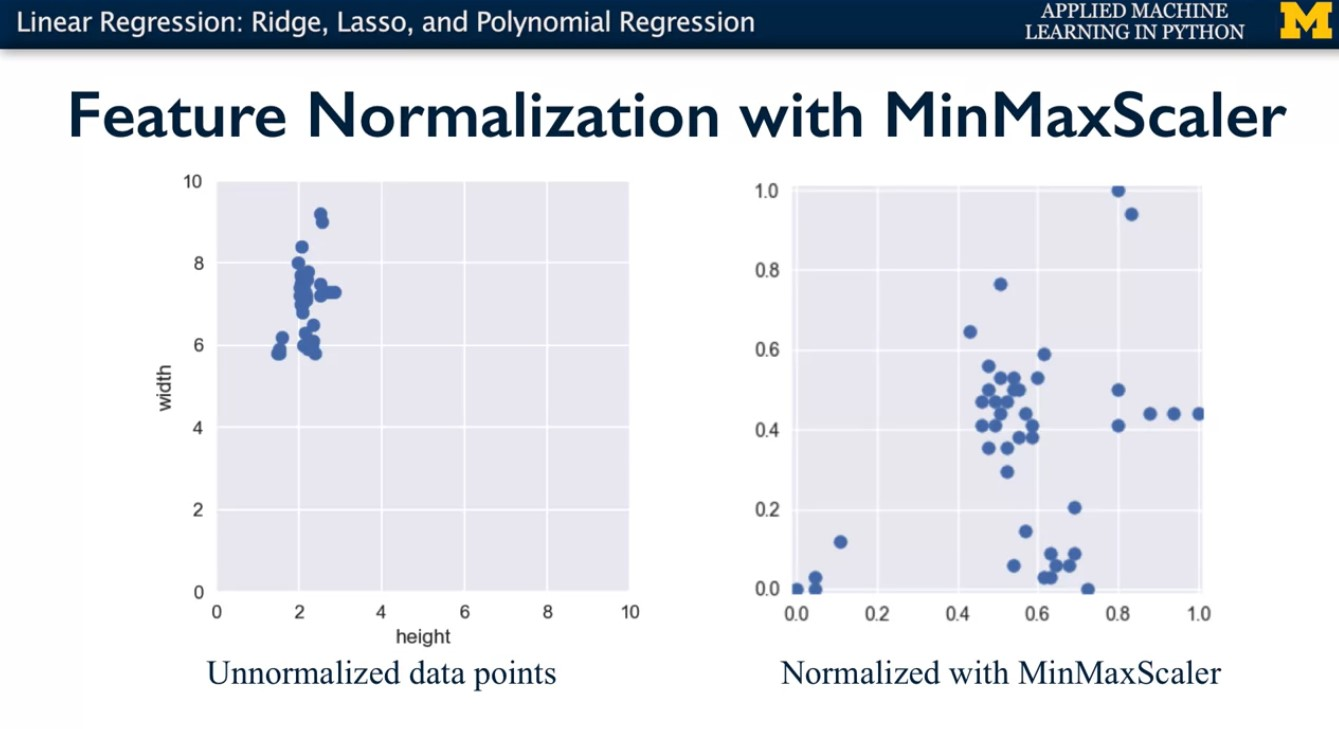 Linear Regression: Ridge, Lasso, and Polynomial Regression
APPLIED MACHINE
LEARNING IN PYTHON
M
Feature Normalization with MinMaxScaler
10
8
6
4
2
0
width
0 2 4 6 8 10
height
Unnormalized data points
1.0
0.8
0.6
0.4
0.2
0.0
0.0 0.2 0.4 0.6 0.8 1.0
Normalized with MinMaxScaler